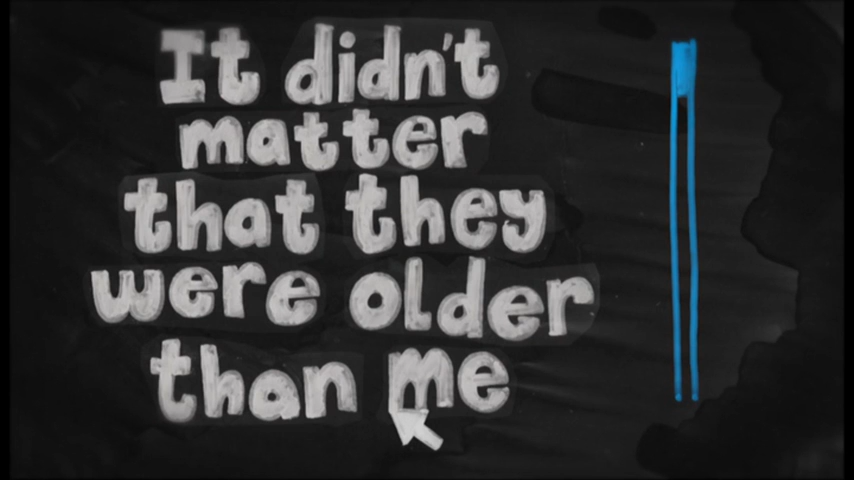 It didn't
matter
that they
were older
than me